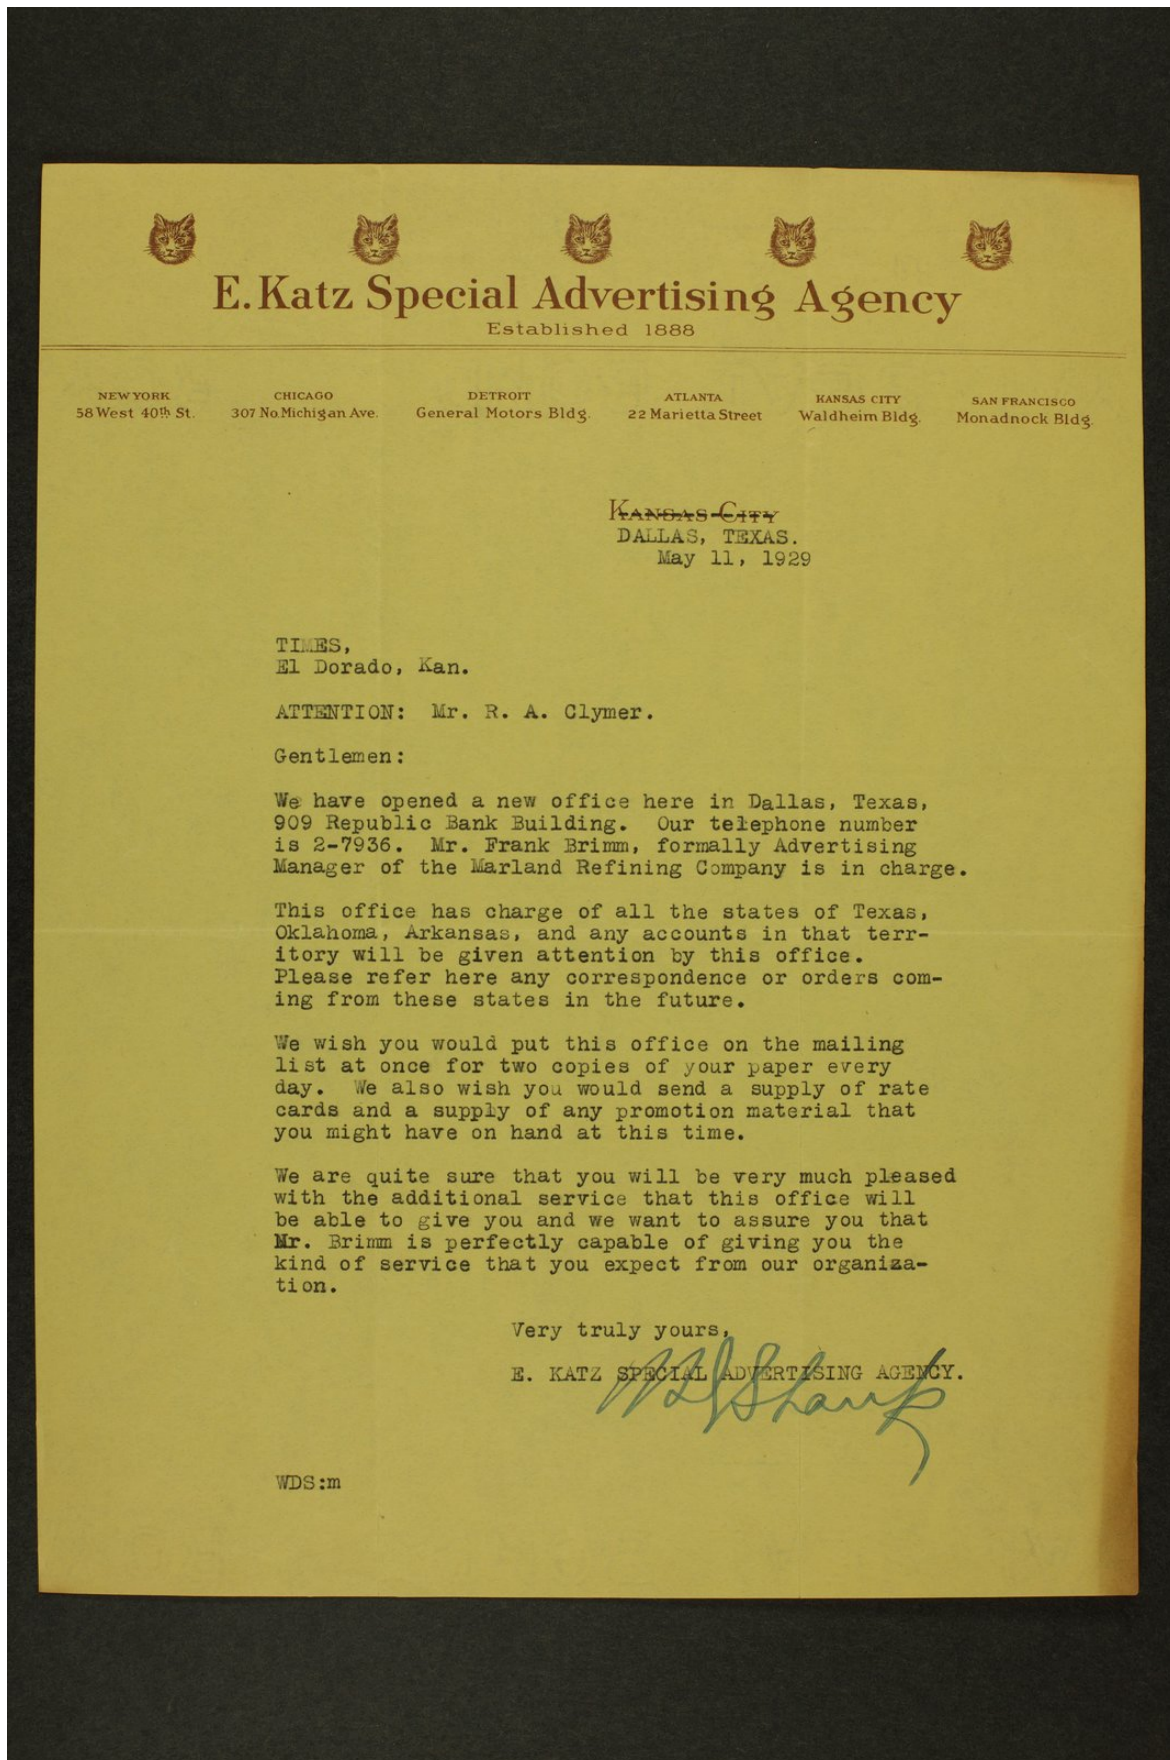 E. Katz Special Advertising Agency
Established 1888
NEW YORK
58 West 40th St.
CHICAGO
307 No. Michigan Ave.
DETROIT
General Motors Bldg.
ATLANTA
22 Marietta Street
KANSAS CITY
Waldheim Bldg.
SAN FRANCISCO
Monadnock Bldg.
KANSAS CITY
DALLAS, TEXAS.
May 11, 1929
TIMES,
El Dorado, Kan.
ATTENTION: Mr. R. A. Clymer.
Gentlemen:
We have opened a new office here in Dallas, Texas,
909 Republic Bank Building. Our telephone number
is 2-7936. Mr. Frank Brimm, formally Advertising
Manager of the Marland Refining Company is in charge.
This office has charge of all the states of Texas,
Oklahoma, Arkansas, and any accounts in that terr-
itory will be given attention by this office.
Please refer here any correspondence or orders com-
ing from these states in the future.
We wish you would put this office on the mailing
list at once for two copies of your paper every
day. We also wish you would send a supply of rate
cards and a supply of any promotion material that
you might have on hand at this time.
We are quite sure that you will be very much pleased
with the additional service that this office will
be able to give you and we want to assure you that
Mr. Brimm is perfectly capable of giving you the
kind of service that you expect from our organiza-
tion.
Very truly yours,
E. KATZ SPECIAL ADVERTISING AGENCY.
WDS:m